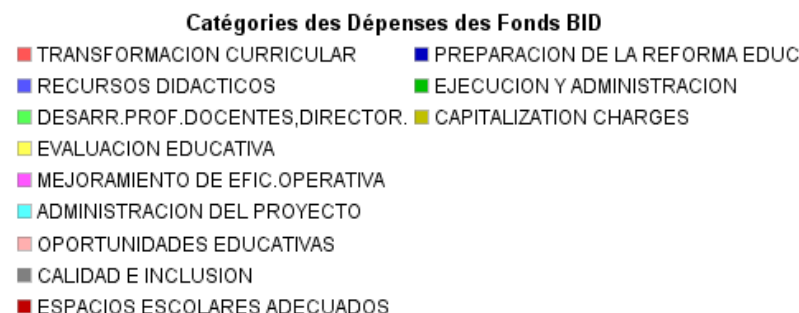 Catégories des Dépenses des Fonds BID
TRANSFORMACION CURRICULAR
RECURSOS DIDACTICOS
DESARR.PROF.DOCENTES,DIRECTOR.
EVALUACION EDUCATIVA
MEJORAMIENTO DE EFIC.OPERATIVA
ADMINISTRACION DEL PROYECTO
OPORTUNIDADES EDUCATIVAS
CALIDAD E INCLUSION
ESPACIOS ESCOLARES ADECUADOS
PREPARACION DE LA REFORMA EDUC
EJECUCION Y ADMINISTRACION
CAPITALIZATION CHARGES